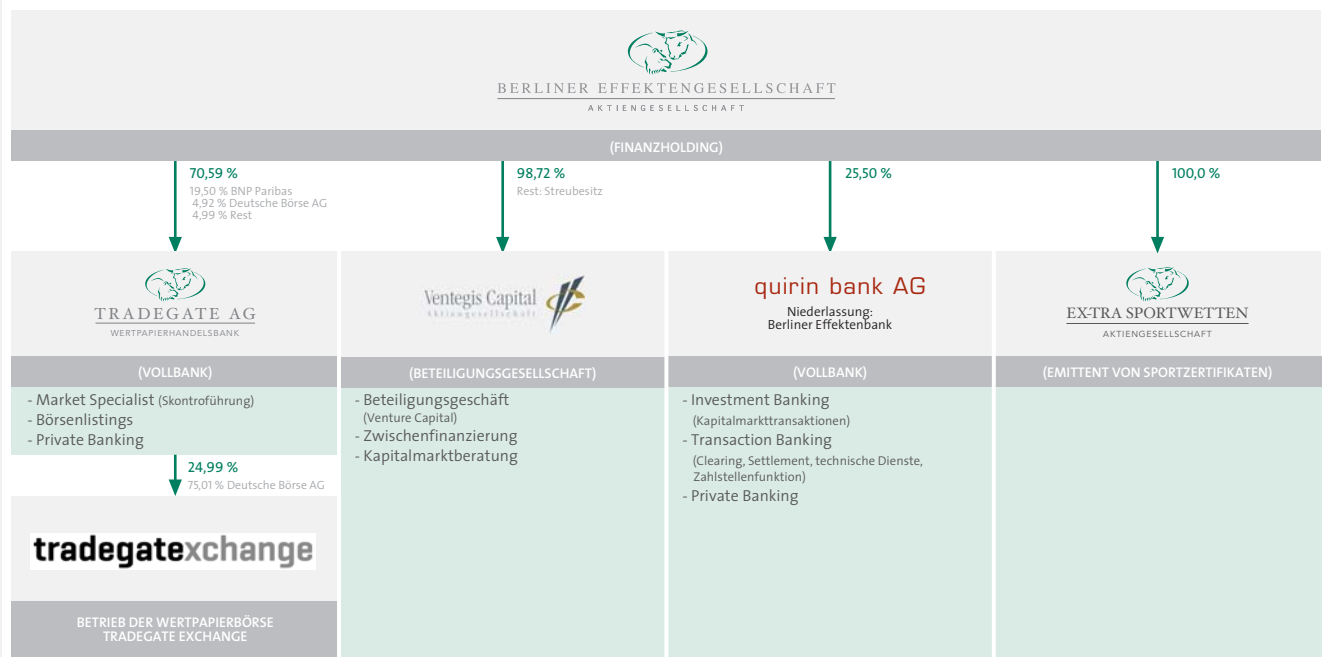 BERLINER EFFEKTENGESELLSCHAFT
AKTIENGESELLSCHAFT
(FINANZHOLDING)
70,59 %
19,50 % BNP Paribas
4,92 % Deutsche Börse AG
4,99 % Rest
98,72 %
Rest: Streubesitz
25,50 %
100,0 %
TRADEGATE AG
WERTPAPIERHANDELSBANK
(VOLLBANK)
- Market Specialist (Skontroführung)
- Börsenlistings
- Private Banking
24,99 %
75,01 % Deutsche Börse AG
tradegatexchange
BETRIEB DER WERTPAPIERBÖRSE
TRADEGATE EXCHANGE
Ventegis Capital
Aktiengesellschaft
(BETEILIGUNGSGESELLSCHAFT)
- Beteiligungsgeschäft
(Venture Capital)
- Zwischenfinanzierung
- Kapitalmarktberatung
quirin bank AG
Niederlassung:
Berliner Effektenbank
(VOLLBANK)
- Investment Banking
(Kapitalmarkttransaktionen)
- Transaction Banking
(Clearing, Settlement, technische Dienste,
Zahlstellenfunktion)
- Private Banking
EX-TRA SPORTWETTEN
AKTIENGESELLSCHAFT
(EMITTENT VON SPORTZERTIFIKATEN)